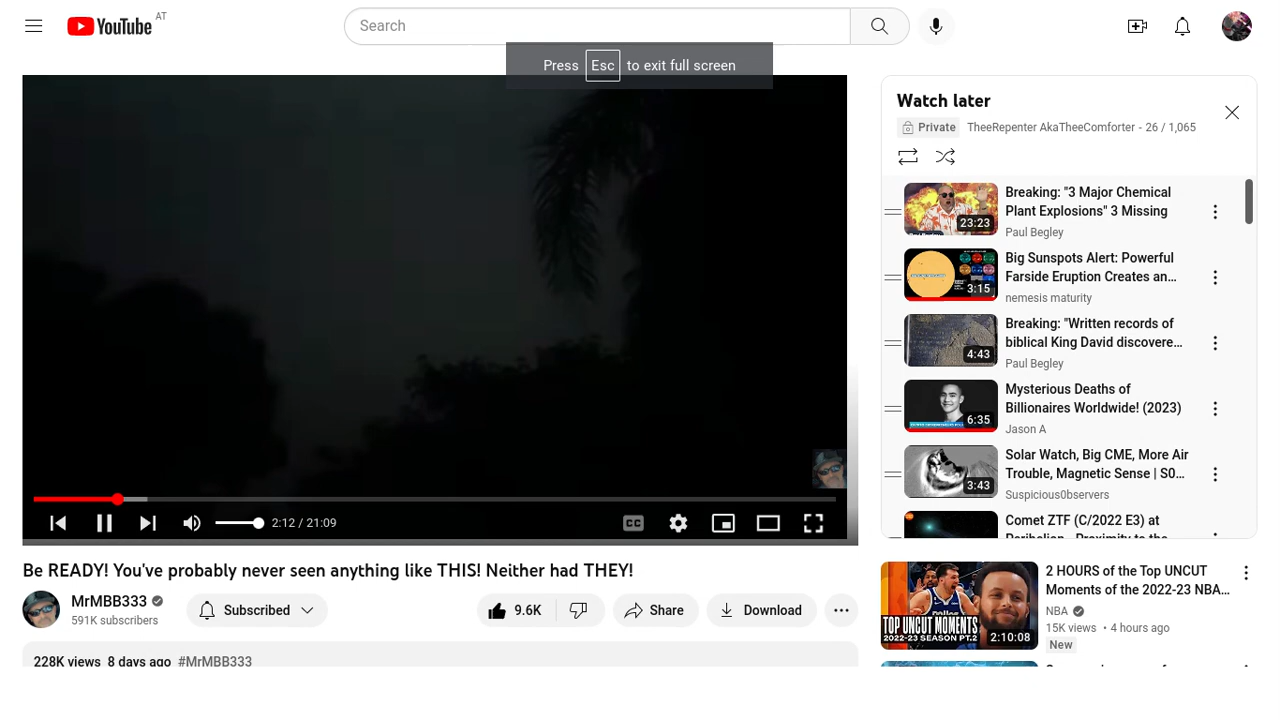 YouTube AT
Search
Press Esc to exit full screen
2:12 / 21:09
CC
Be READY! You've probably never seen anything like THIS! Neither had THEY!
MrMBB333
591K subscribers
Subscribed
9.6K
Share
Download
228K views 8 days ago #MrMBB333
Watch later
Private TheeRepenter AkaTheeComforter - 26 / 1,065
23:23
Breaking: "3 Major Chemical
Plant Explosions" 3 Missing
Paul Begley
3:15
Big Sunspots Alert: Powerful
Farside Eruption Creates an...
nemesis maturity
4:43
Breaking: "Written records of
biblical King David discovere...
Paul Begley
6:35
Mysterious Deaths of
Billionaires Worldwide! (2023)
Jason A
3:43
Solar Watch, Big CME, More Air
Trouble, Magnetic Sense | S0...
Suspicious0bservers
Comet ZTF (C/2022 E3) at
Perihelion - Proximity to the
TOP UNCUT MOMENTS
2022-23 SEASON PT.2
2:10:08
2 HOURS of the Top UNCUT
Moments of the 2022-23 NBA...
NBA
15K views • 4 hours ago
New